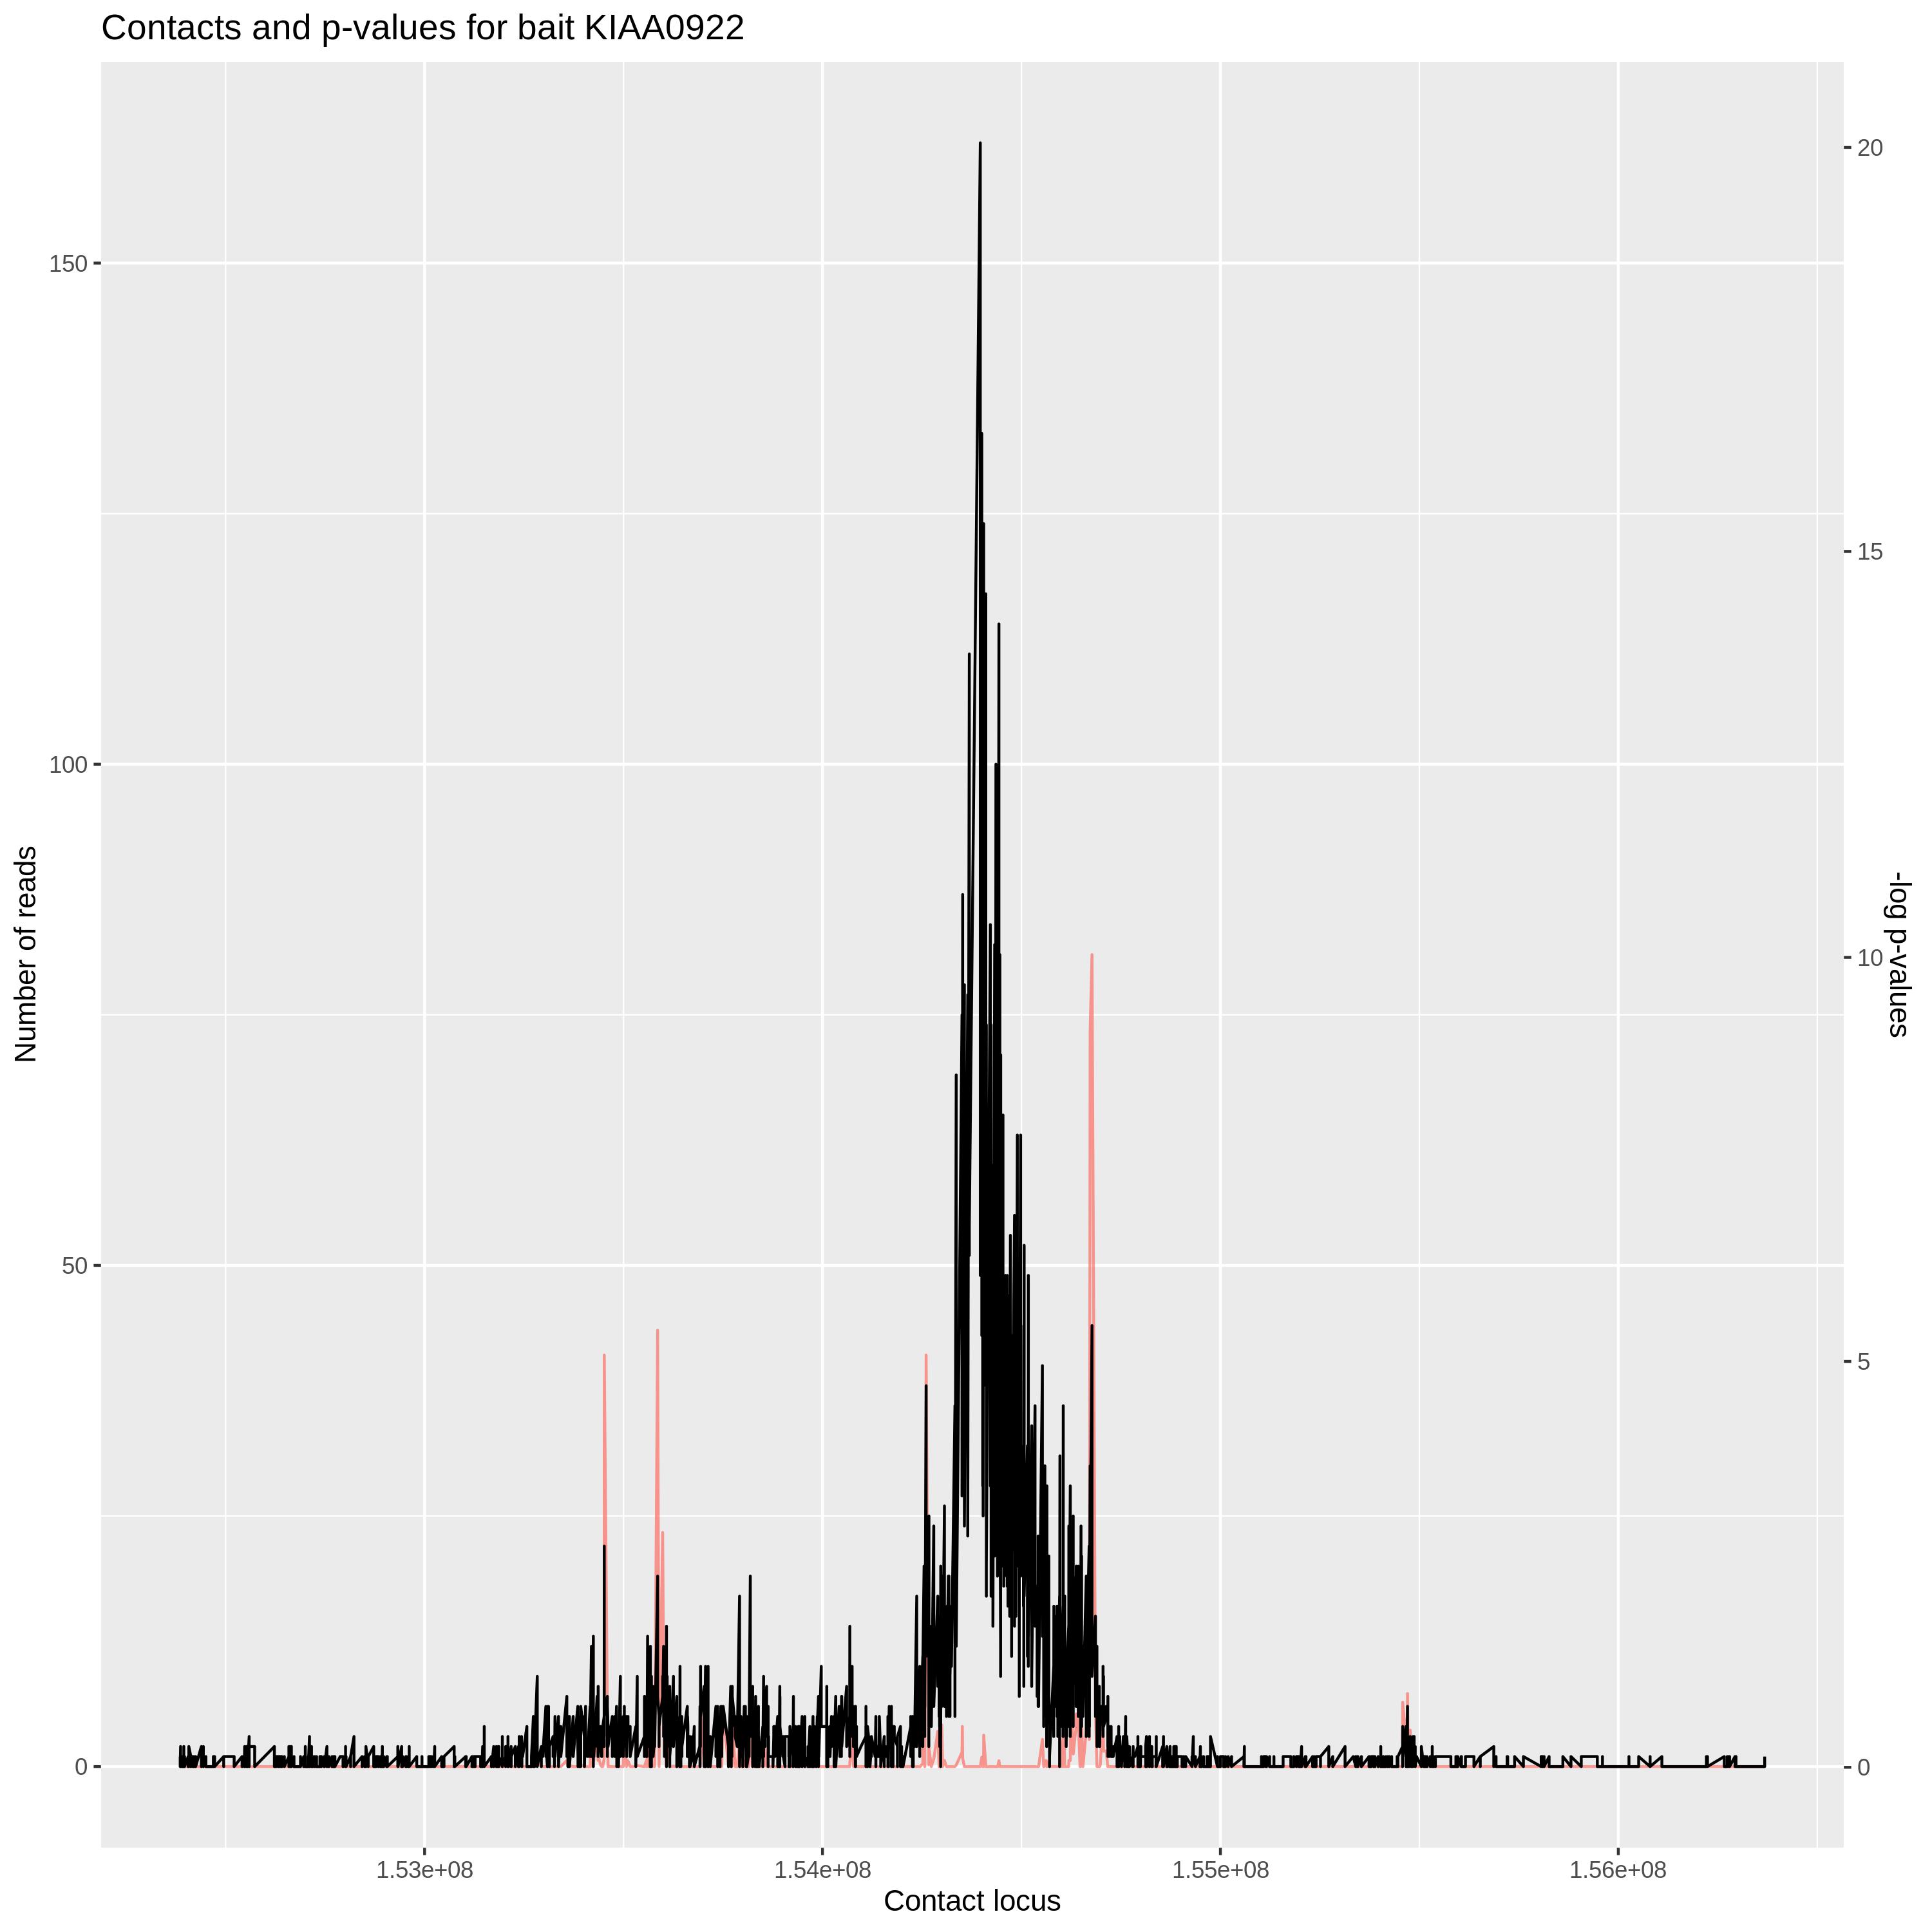 Contacts and p-values for bait KIAA0922
150
100
50
0
Number of reads
20
15
10
5
0
-log p-values
1.53e+08
1.54e+08
1.55e+08
1.56e+08
Contact locus